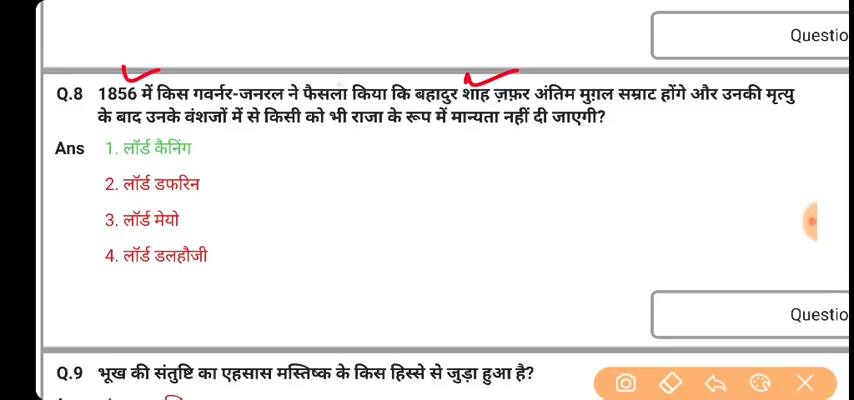 Questio
Q.8 1856 में किस गवर्नर-जनरल ने फैसला किया कि बहादुर शाह ज़फ़र अंतिम मुग़ल सम्राट होंगे और उनकी मृत्यु
के बाद उनके वंशजों में से किसी को भी राजा के रूप में मान्यता नहीं दी जाएगी?
Ans 1. लॉर्ड कैनिंग
2. लॉर्ड डफरिन
3. लॉर्ड मेयो
4. लॉर्ड डलहौजी
Questio
Q.9 भूख की संतुष्टि का एहसास मस्तिष्क के किस हिस्से से जुड़ा हुआ है?